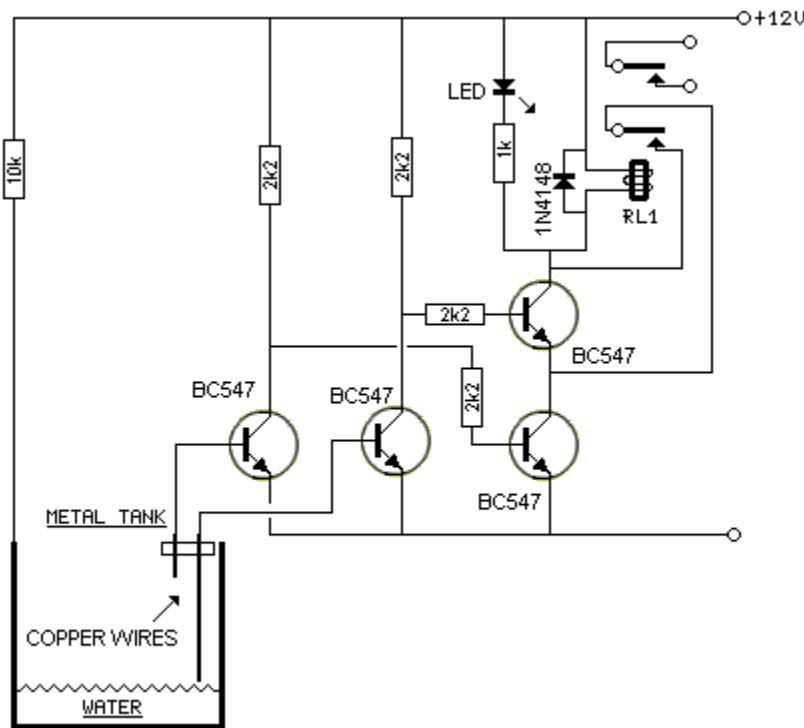 +12V
LED
10k
2k2
2k2
1k
1N4148
RL1
2k2
BC547
BC547
BC547
2k2
BC547
METAL TANK
COPPER WIRES
WATER